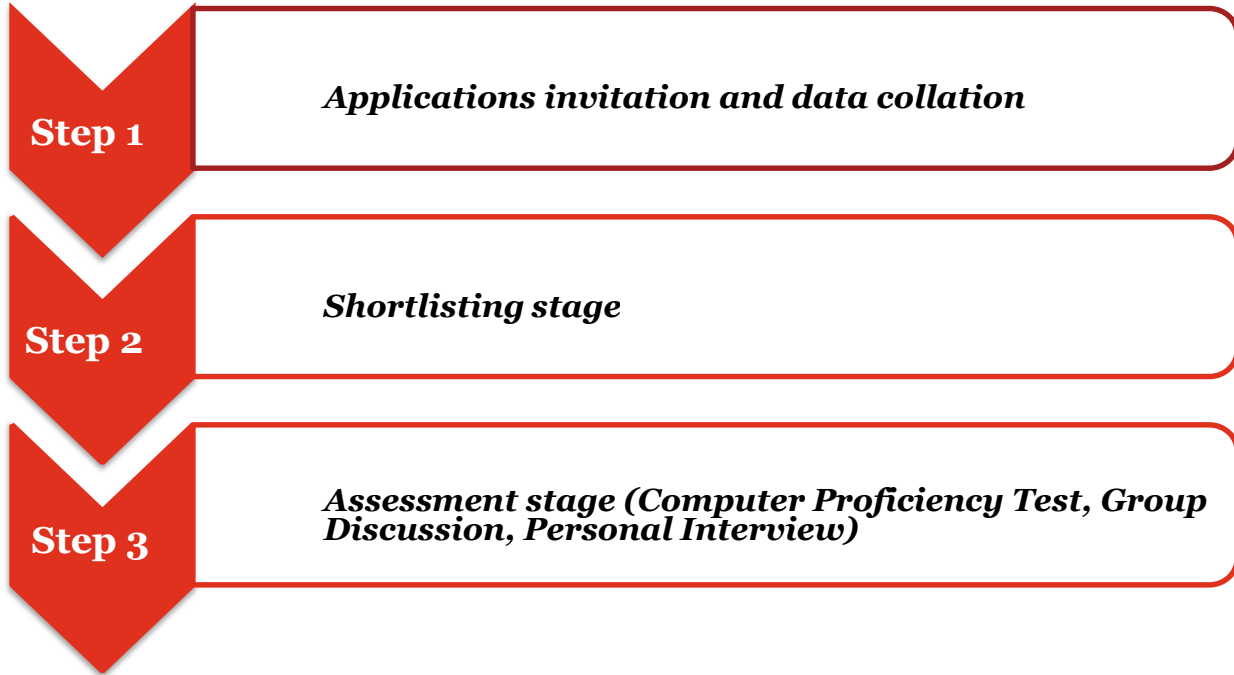 Step 1
Applications invitation and data collation
Step 2
Shortlisting stage
Step 3
Assessment stage (Computer Proficiency Test, Group
Discussion, Personal Interview)